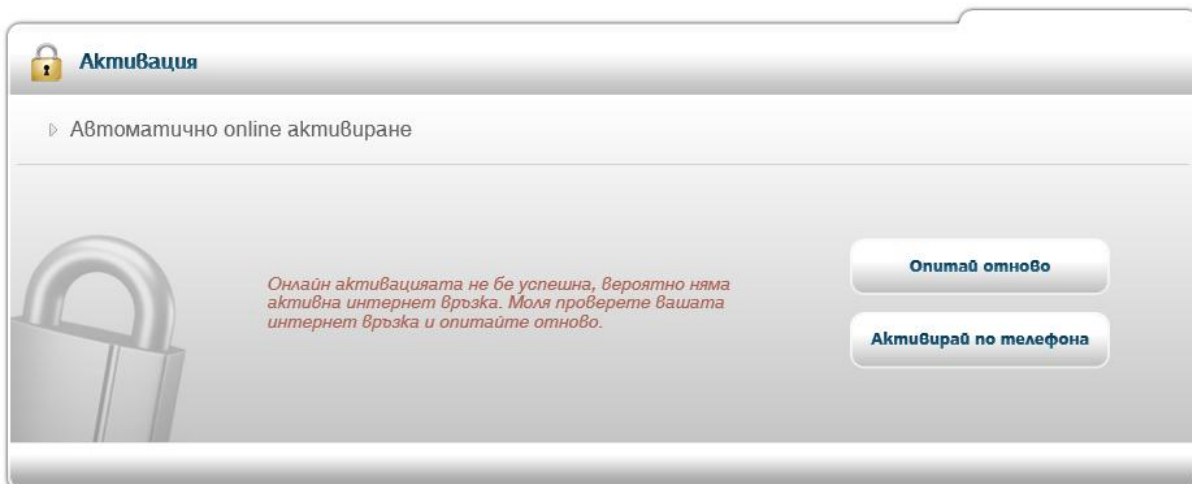 Активация
Автоматично online активиране
Онлайн активацията не бе успешна, вероятно няма
активна интернет връзка. Моля проверете вашата
интернет връзка и опитайте отново.
Опитай отново
Активирай по телефона